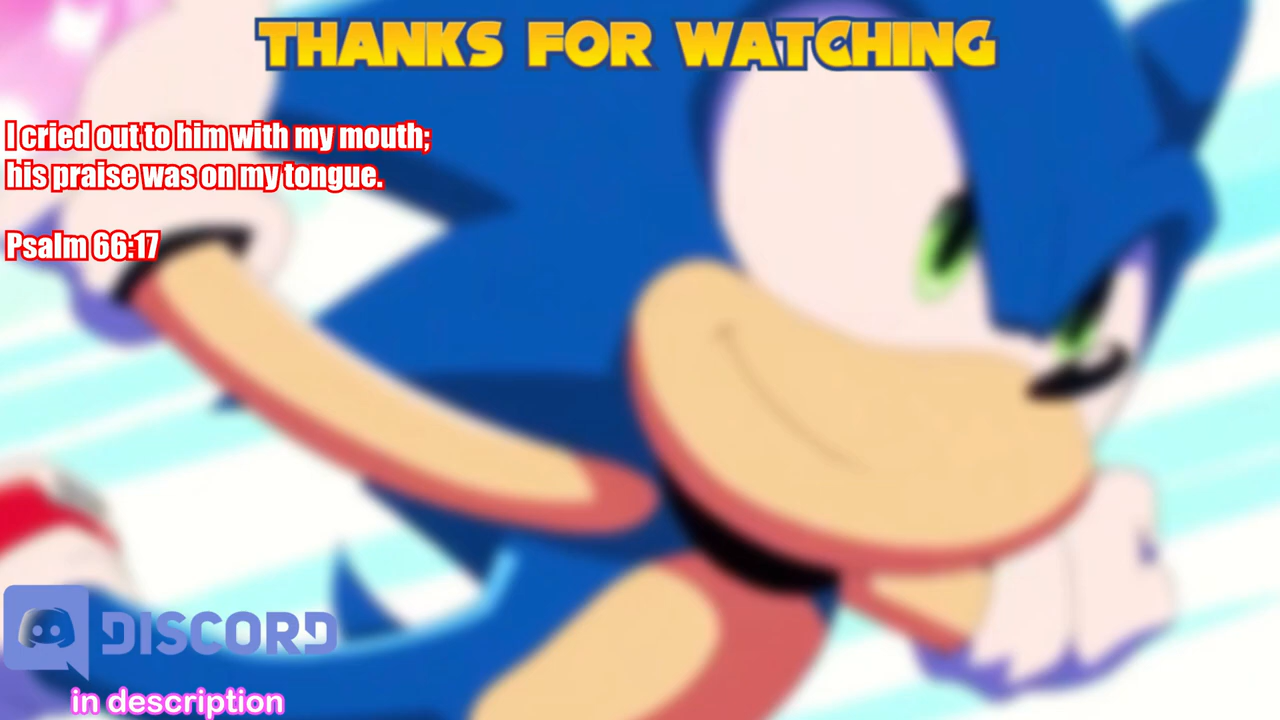 THANKS FOR WATCHING
I cried out to him with my mouth;
his praise was on my tongue.
Psalm 66:17
DISCORD
in description